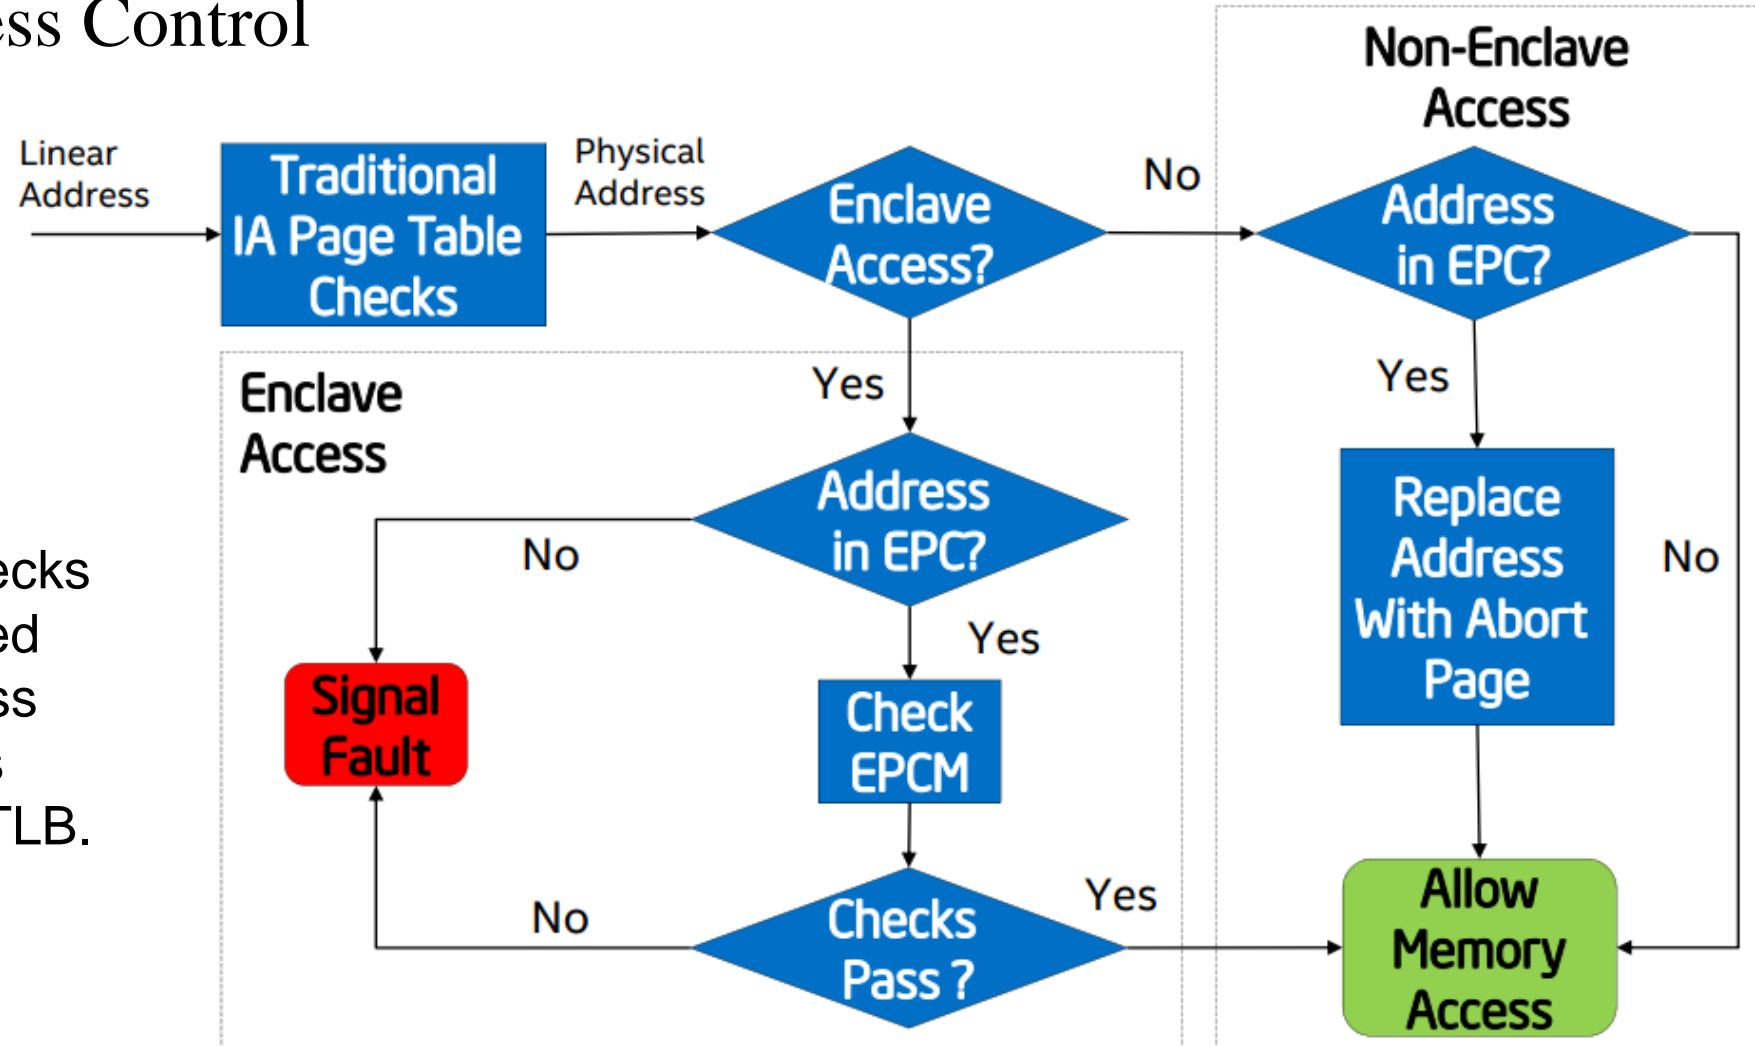 ess Control
Linear
Address
Traditional
IA Page Table
Checks
Physical
Address
Enclave
Access?
No
Non-Enclave
Access
Address
in EPC?
Yes
Replace
Address
With Abort
Page
No
Enclave
Access
Yes
Address
in EPC?
No
Yes
Signal
Fault
Check
EPCM
No
Checks
Pass ?
Yes
Allow
Memory
Access
ecks
ed
ss
s
TLB.